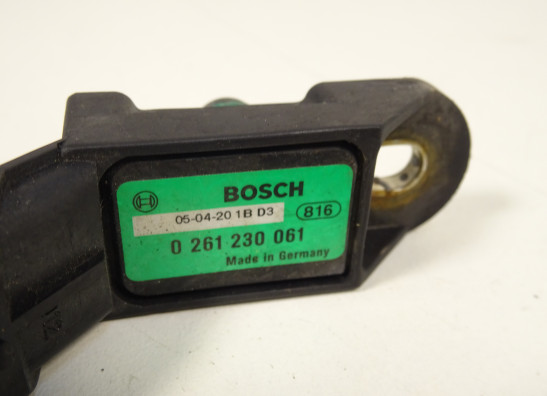 BOSCH
05-04-20 1B D3
816
0 261 230 061
Made in Germany